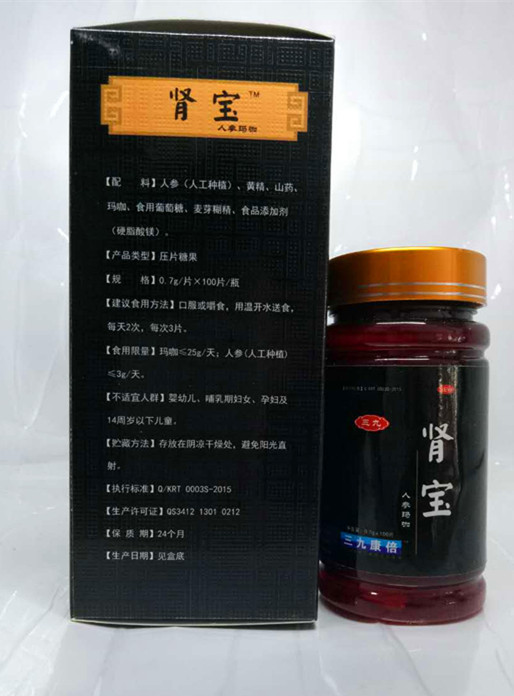 肾宝™
人参玛咖
【配　　料】人参（人工种植）、黄精、山药、
玛咖、食用葡萄糖、麦芽糊精、食品添加剂
（硬脂酸镁）。
【产品类型】压片糖果
【规　　格】0.7g/片×100片/瓶
【建议食用方法】口服或嚼食，用温开水送食，
每天2次，每次3片。
【食用限量】玛咖≤25g/天；人参(人工种植)
≤3g/天。
【不适宜人群】婴幼儿、哺乳期妇女、孕妇及
14周岁以下儿童。
【贮藏方法】存放在阴凉干燥处，避免阳光直
射。
【执行标准】Q/KRT 0003S-2015
【生产许可证】QS3412 1301 0212
【保 质 期】24个月
【生产日期】见盒底
三九
肾宝
人参玛咖
三九康倍